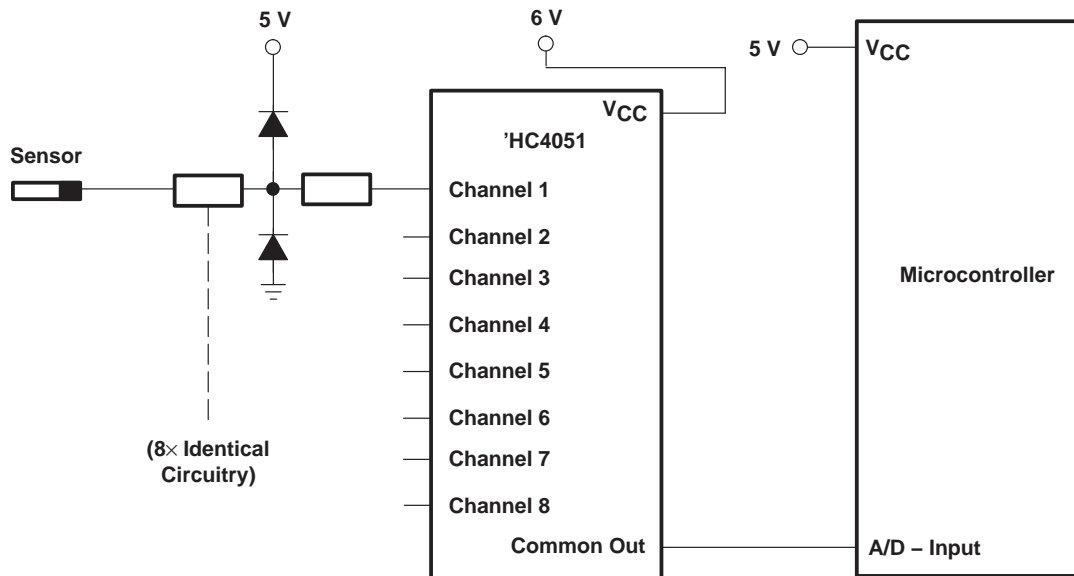 5 V
6 V
5 V
VCC
VCC
'HC4051
Sensor
Channel 1
Channel 2
Channel 3
Channel 4
Channel 5
Channel 6
Channel 7
Channel 8
Common Out
(8× Identical
Circuitry)
Microcontroller
A/D – Input